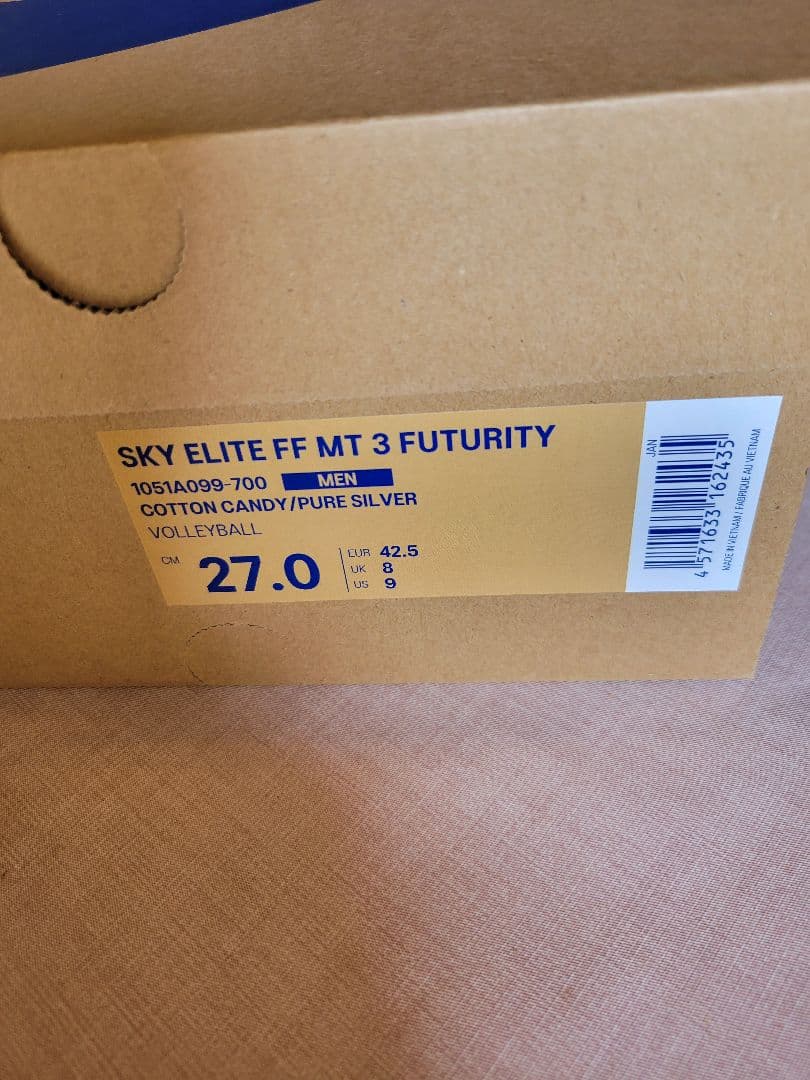 SKY ELITE FF MT 3 FUTURITY
1051A099-700 MEN
COTTON CANDY/PURE SILVER
VOLLEYBALL
CM 27.0
EUR 42.5
UK 8
US 9
JAN
4 571633 162435
MADE IN VIETNAM / FABRIQUE AU VIETNAM